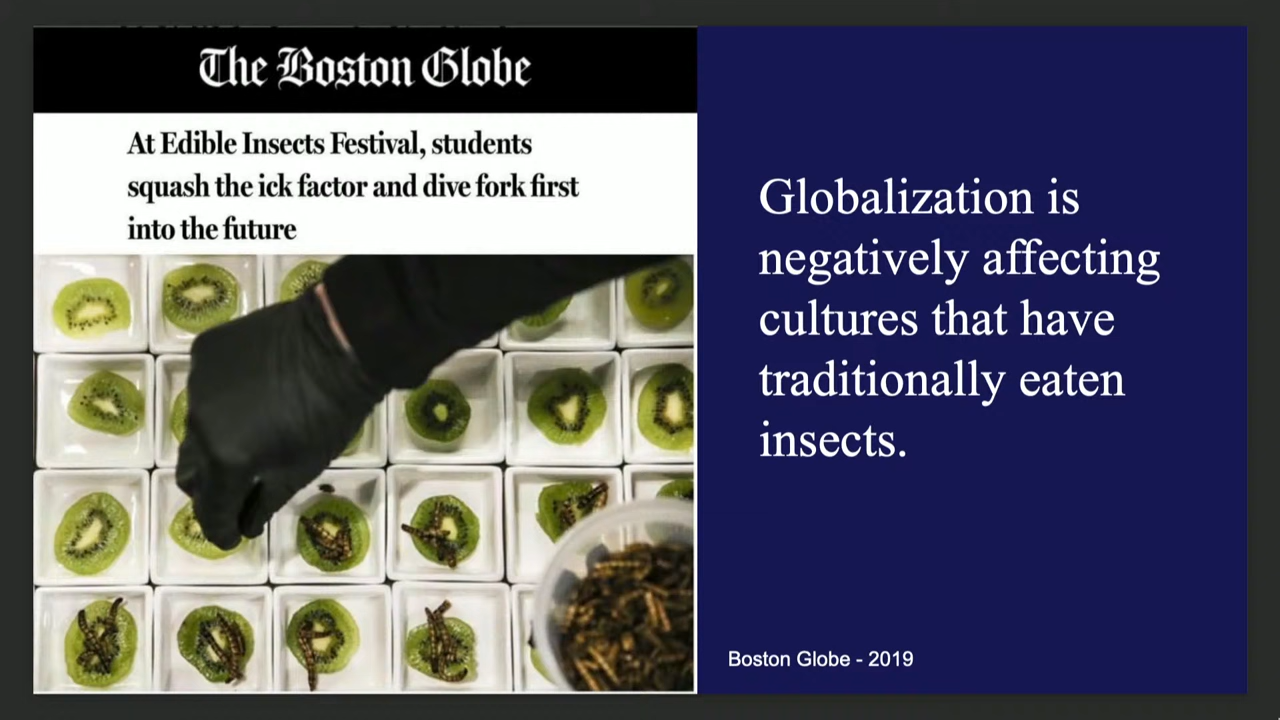 The Boston Globe
At Edible Insects Festival, students
squash the ick factor and dive fork first
into the future
Globalization is
negatively affecting
cultures that have
traditionally eaten
insects.
Boston Globe - 2019